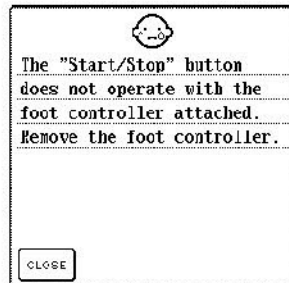 The "Start/Stop" button
does not operate with the
foot controller attached.
Remove the foot controller.
CLOSE